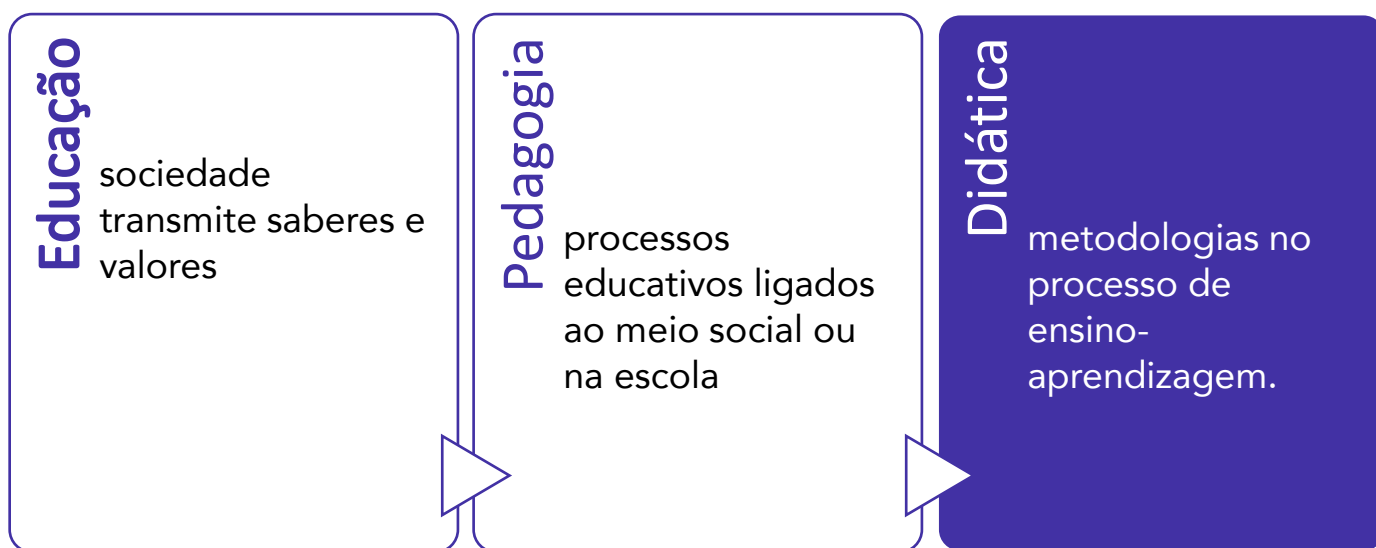 Educação
sociedade
transmite saberes e
valores
Pedagogia
processos
educativos ligados
ao meio social ou
na escola
Didática
metodologias no
processo de
ensino-
aprendizagem.